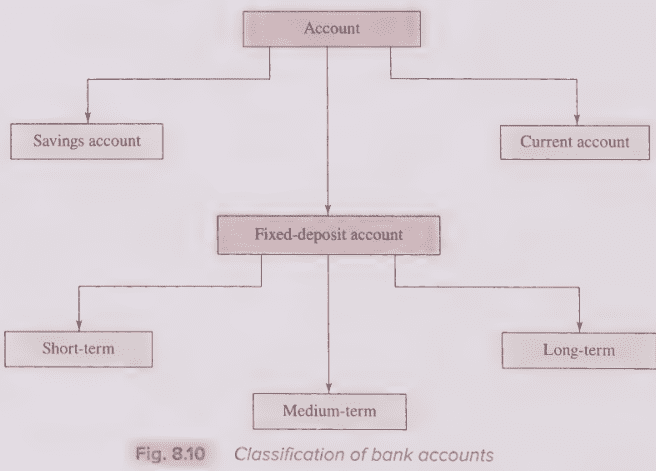 Account
Savings account
Current account
Fixed-deposit account
Short-term
Long-term
Medium-term
Fig. 8.10 Classification of bank accounts